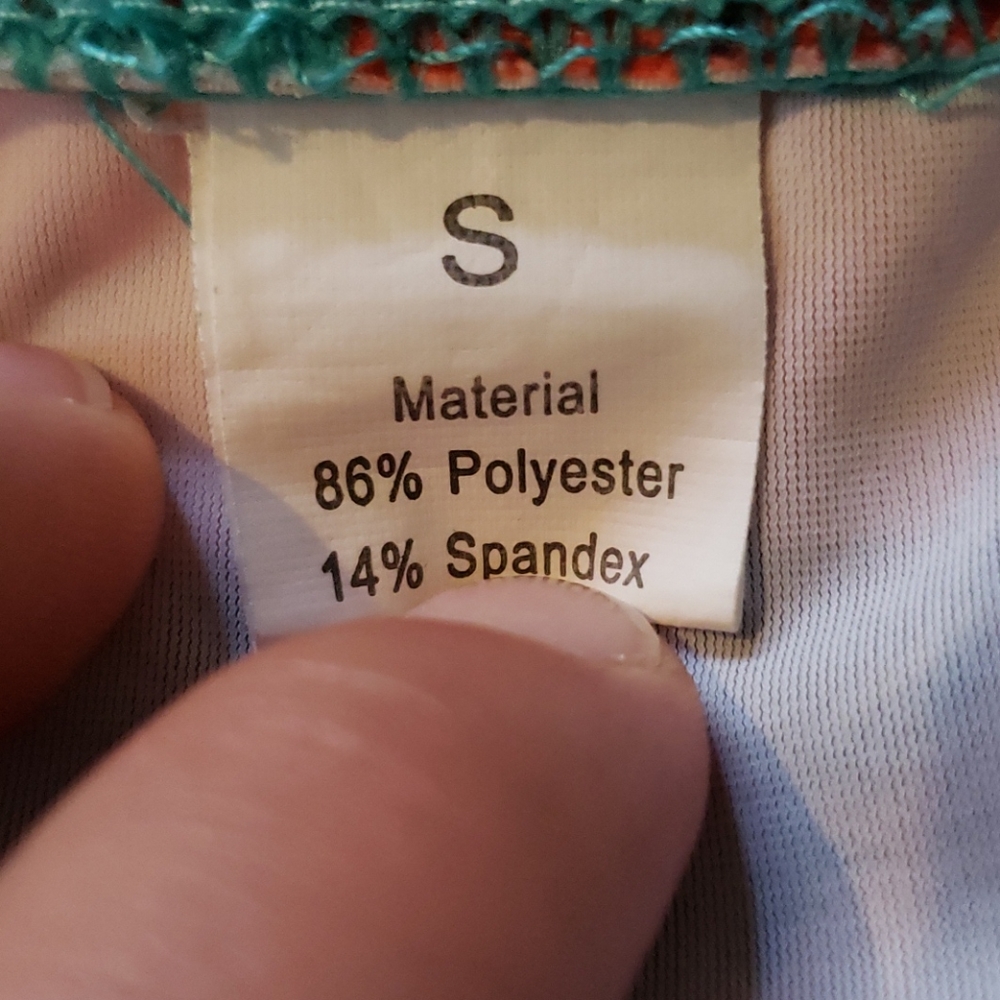 S
Material
86% Polyester
14% Spandex